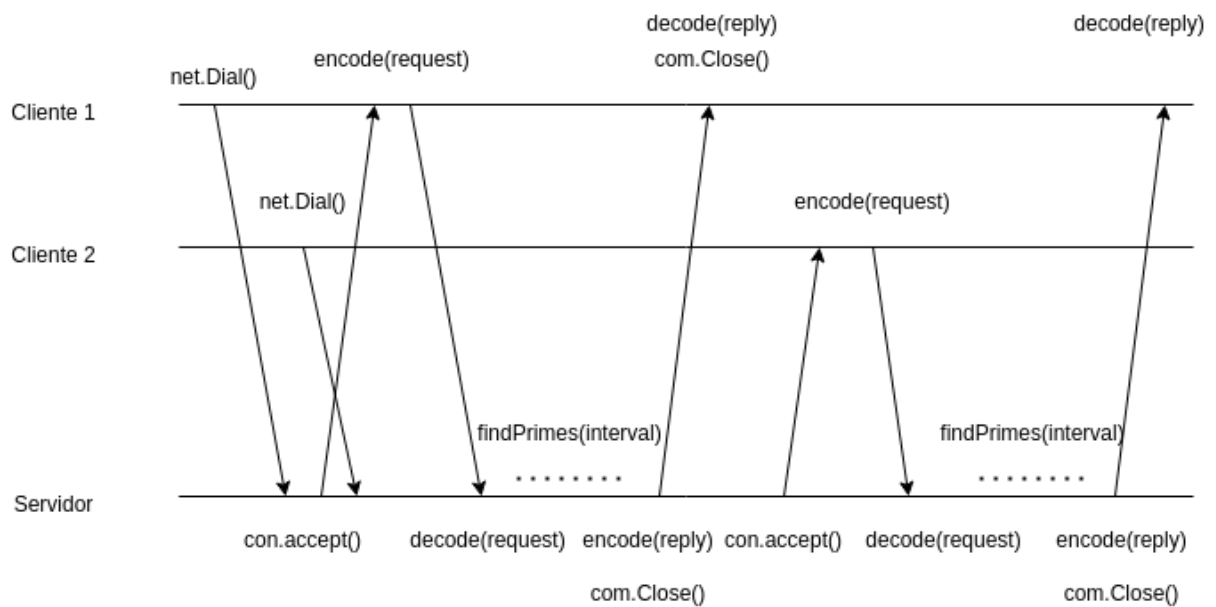 decode(reply)
decode(reply)
encode(request)
com.Close()
net.Dial()
Cliente 1
net.Dial()
encode(request)
Cliente 2
findPrimes(interval)
findPrimes(interval)
Servidor
con.accept()
decode(request)
encode(reply)
con.accept()
decode(request)
encode(reply)
com.Close()
com.Close()